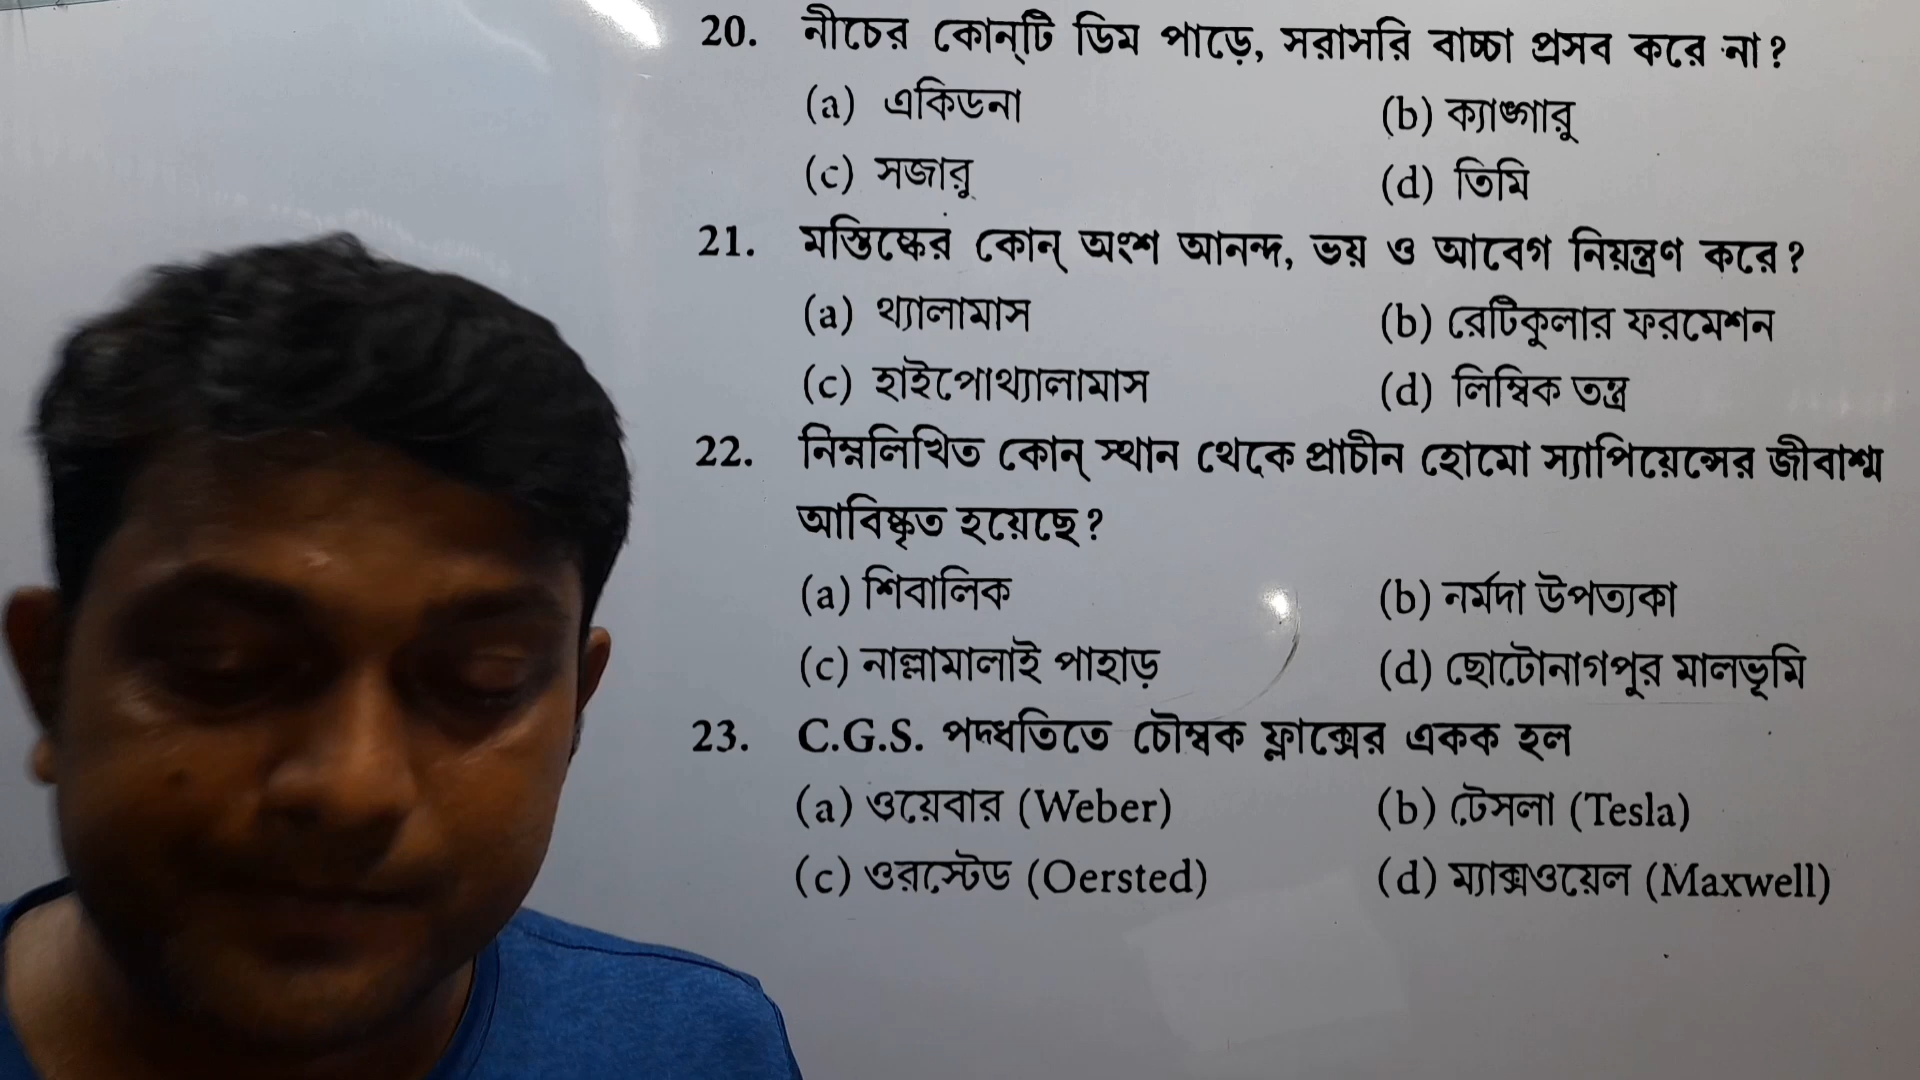 20. নীচের কোন্‌টি ডিম পাড়ে, সরাসরি বাচ্চা প্রসব করে না?
(a) একিডনা (b) ক্যাঙ্গারু
(c) সজারু (d) তিমি
21. মস্তিষ্কের কোন্ অংশ আনন্দ, ভয় ও আবেগ নিয়ন্ত্রণ করে?
(a) থ্যালামাস (b) রেটিকুলার ফরমেশন
(c) হাইপোথ্যালামাস (d) লিম্বিক তন্ত্র
22. নিম্নলিখিত কোন্ স্থান থেকে প্রাচীন হোমো স্যাপিয়েন্সের জীবাশ্ম
আবিষ্কৃত হয়েছে?
(a) শিবালিক (b) নর্মদা উপত্যকা
(c) নাল্লামালাই পাহাড় (d) ছোটোনাগপুর মালভূমি
23. C.G.S. পদ্ধতিতে চৌম্বক ফ্লাক্সের একক হল
(a) ওয়েবার (Weber) (b) টেসলা (Tesla)
(c) ওরস্টেড (Oersted) (d) ম্যাক্সওয়েল (Maxwell)